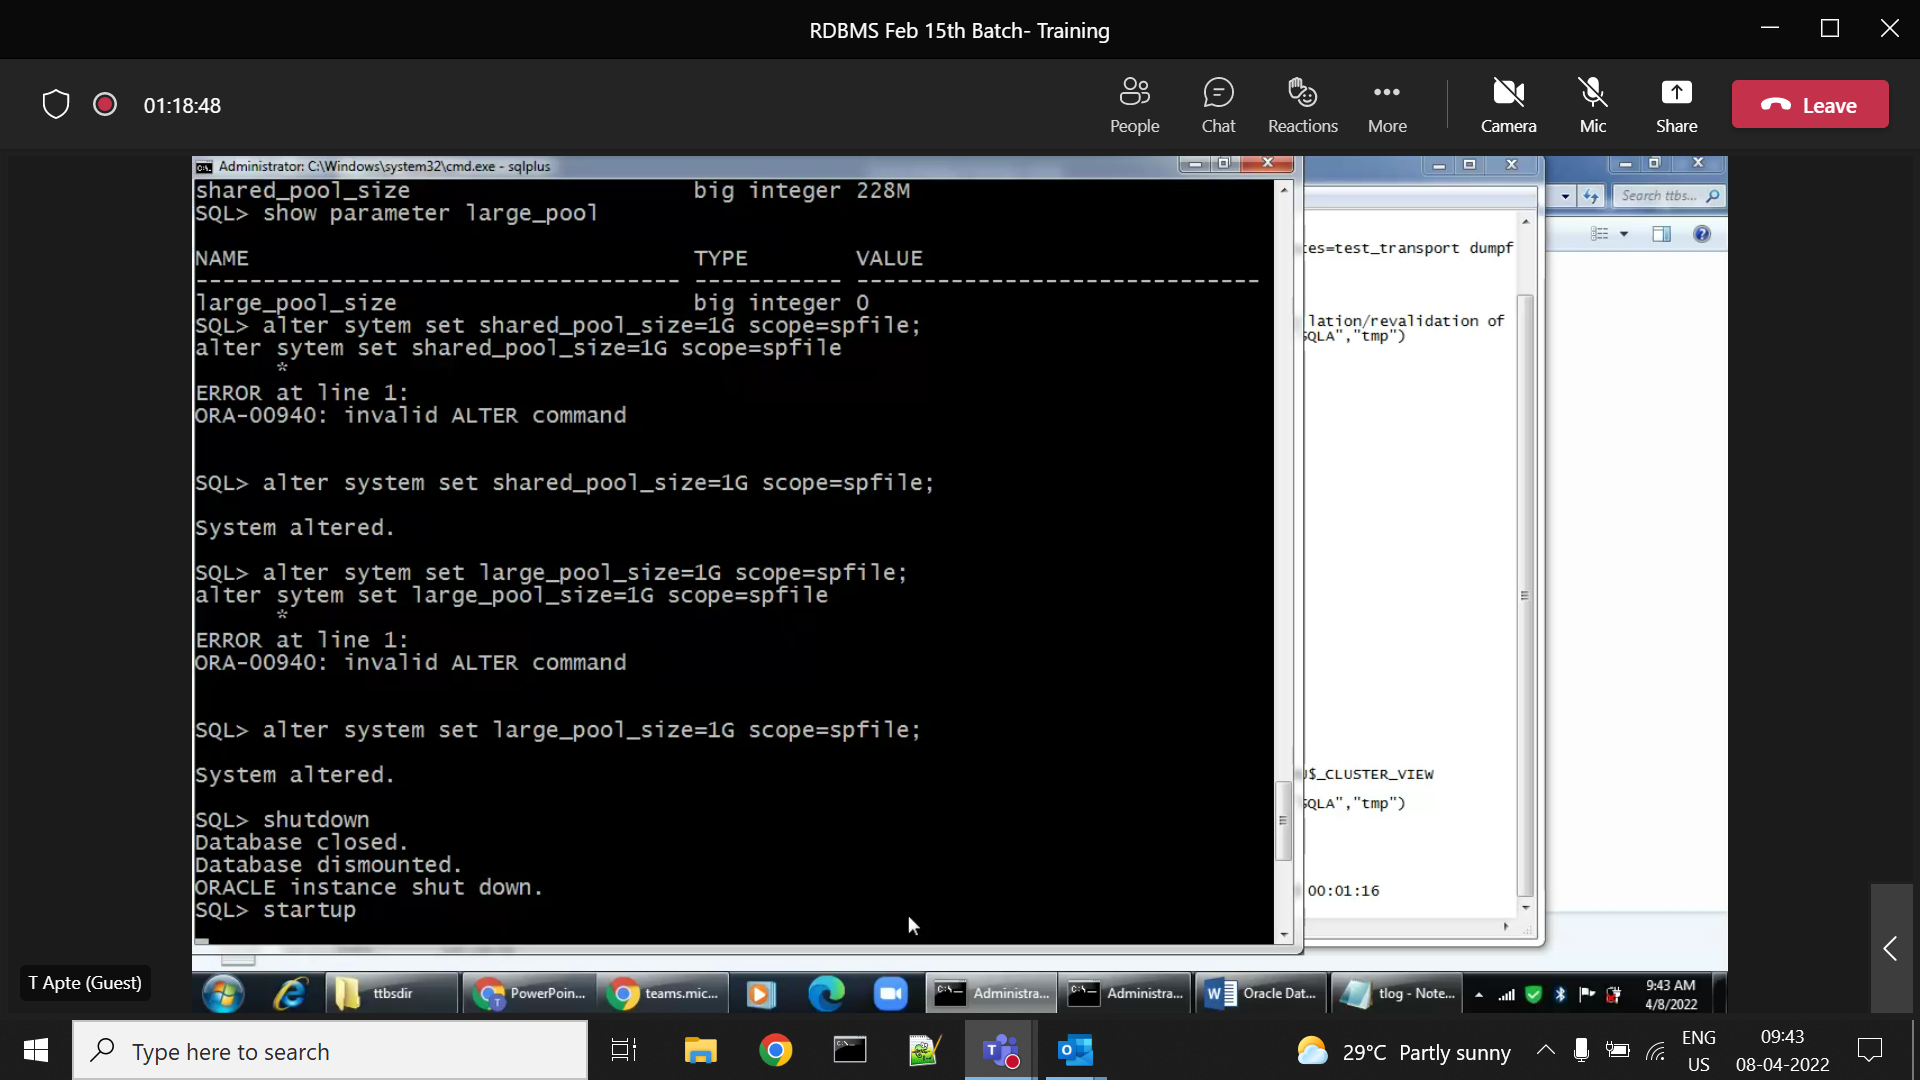 RDBMS Feb 15th Batch- Training
01:18:48
People
Chat
Reactions
More
Camera
Mic
Share
Leave
Administrator: C:\Windows\system32\cmd.exe - sqlplus
shared_pool_size big integer 228M
SQL> show parameter large_pool
NAME TYPE VALUE
------------------------------------ ----------- ------------------------------
large_pool_size big integer 0
SQL> alter sytem set shared_pool_size=1G scope=spfile;
alter sytem set shared_pool_size=1G scope=spfile
*
ERROR at line 1:
ORA-00940: invalid ALTER command
SQL> alter system set shared_pool_size=1G scope=spfile;
System altered.
SQL> alter sytem set large_pool_size=1G scope=spfile;
alter sytem set large_pool_size=1G scope=spfile
*
ERROR at line 1:
ORA-00940: invalid ALTER command
SQL> alter system set large_pool_size=1G scope=spfile;
System altered.
SQL> shutdown
Database closed.
Database dismounted.
ORACLE instance shut down.
SQL> startup
Search ttbs...
es=test_transport dumpf
lation/revalidation of
QLA","tmp")
$_CLUSTER_VIEW
QLA","tmp")
00:01:16
T Apte (Guest)
ttbsdir
PowerPoin...
teams.mic...
Administra...
Administra...
Oracle Dat...
tlog - Note...
9:43 AM
4/8/2022
Type here to search
29°C Partly sunny
ENG
US
09:43
08-04-2022